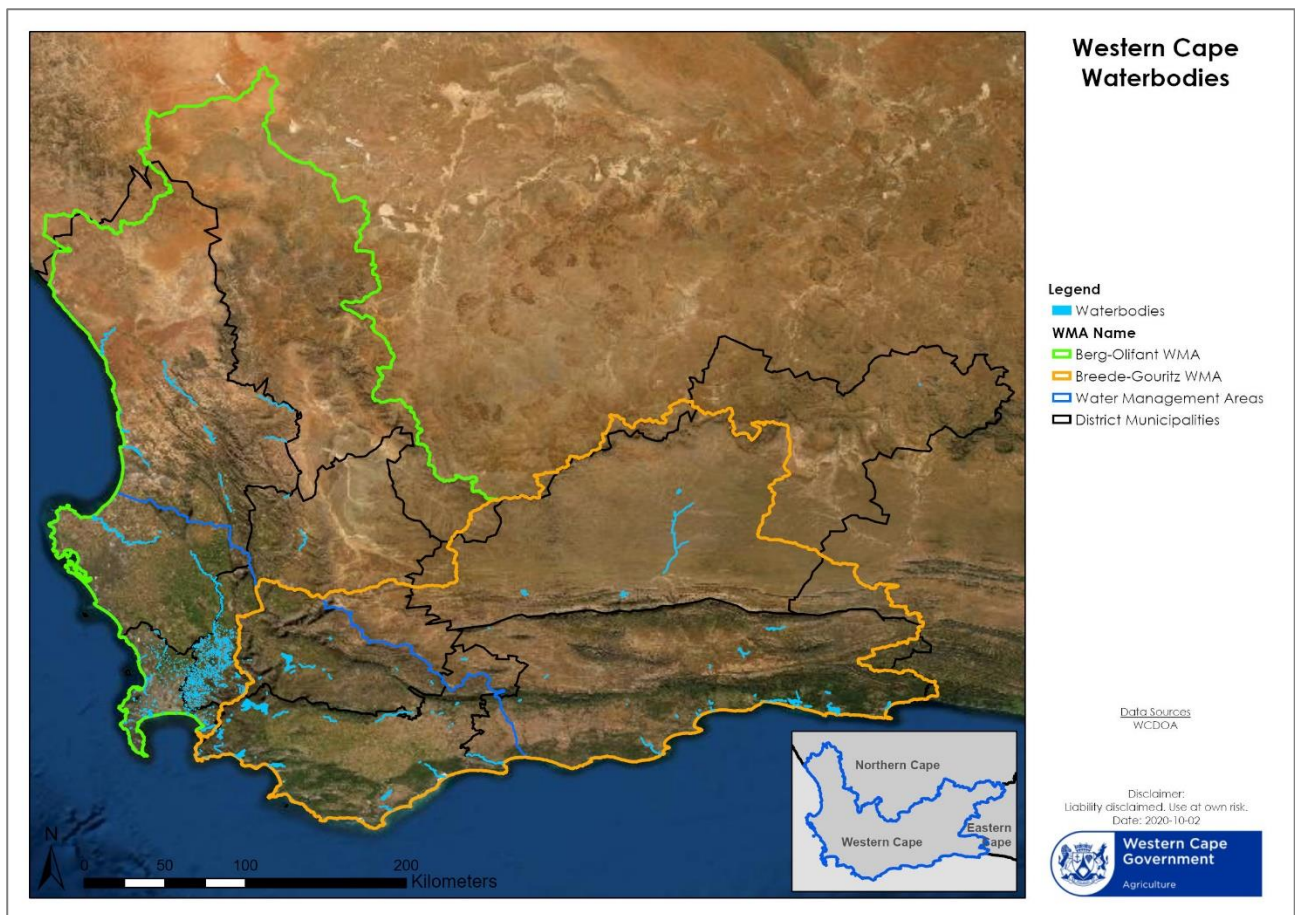 Western Cape
Waterbodies
Legend
Waterbodies
WMA Name
Berg-Olifant WMA
Breede-Gouritz WMA
Water Management Areas
District Municipalities
Northern Cape
Western Cape
Eastern
Cape
N
0 50 100 200
Kilometers
Data Sources
WCDOA
Disclaimer:
Liability disclaimed. Use at own risk.
Date: 2020-10-02
Western Cape
Government
Agriculture